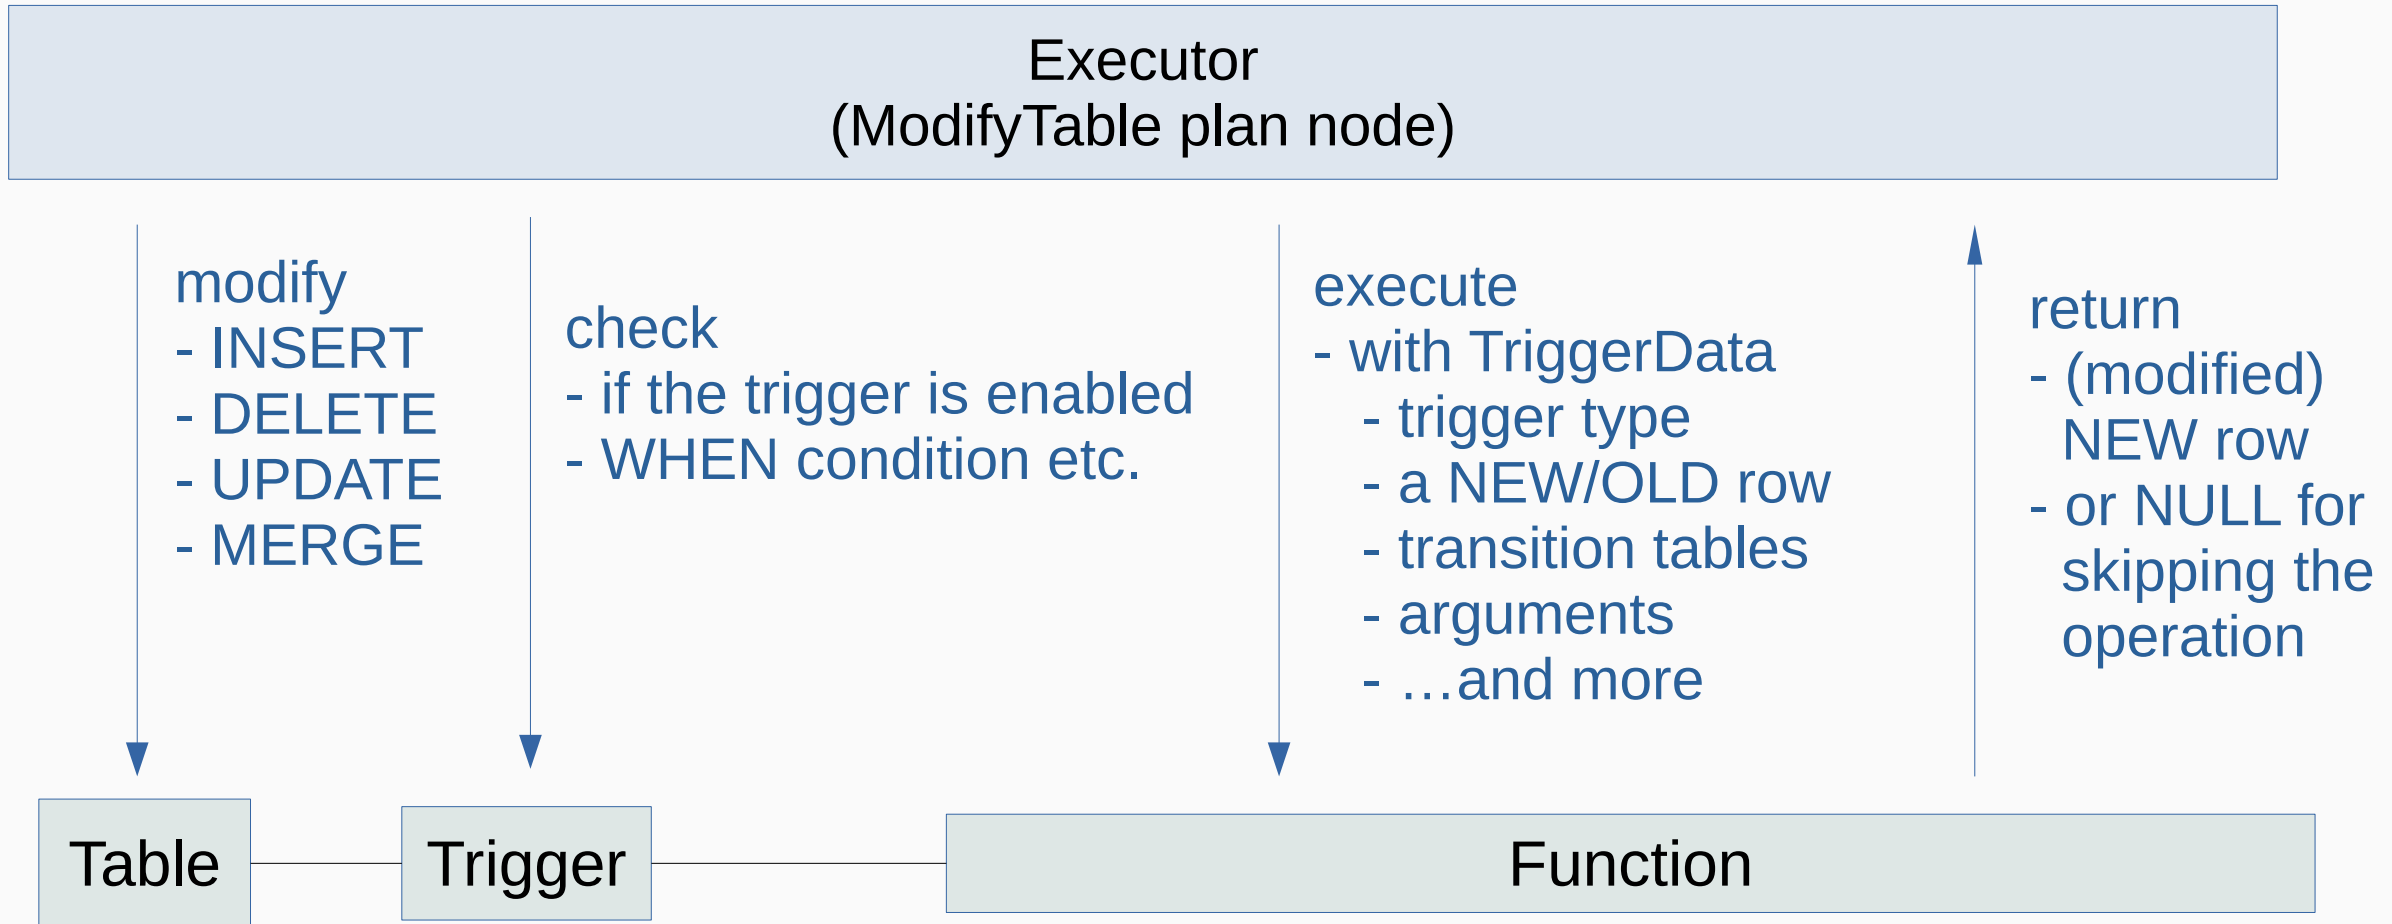 Executor
(ModifyTable plan node)
modify
- INSERT
- DELETE
- UPDATE
- MERGE
check
- if the trigger is enabled
- WHEN condition etc.
execute
- with TriggerData
- trigger type
- a NEW/OLD row
- transition tables
- arguments
- …and more
return
- (modified)
NEW row
- or NULL for
skipping the
operation
Table
Trigger
Function